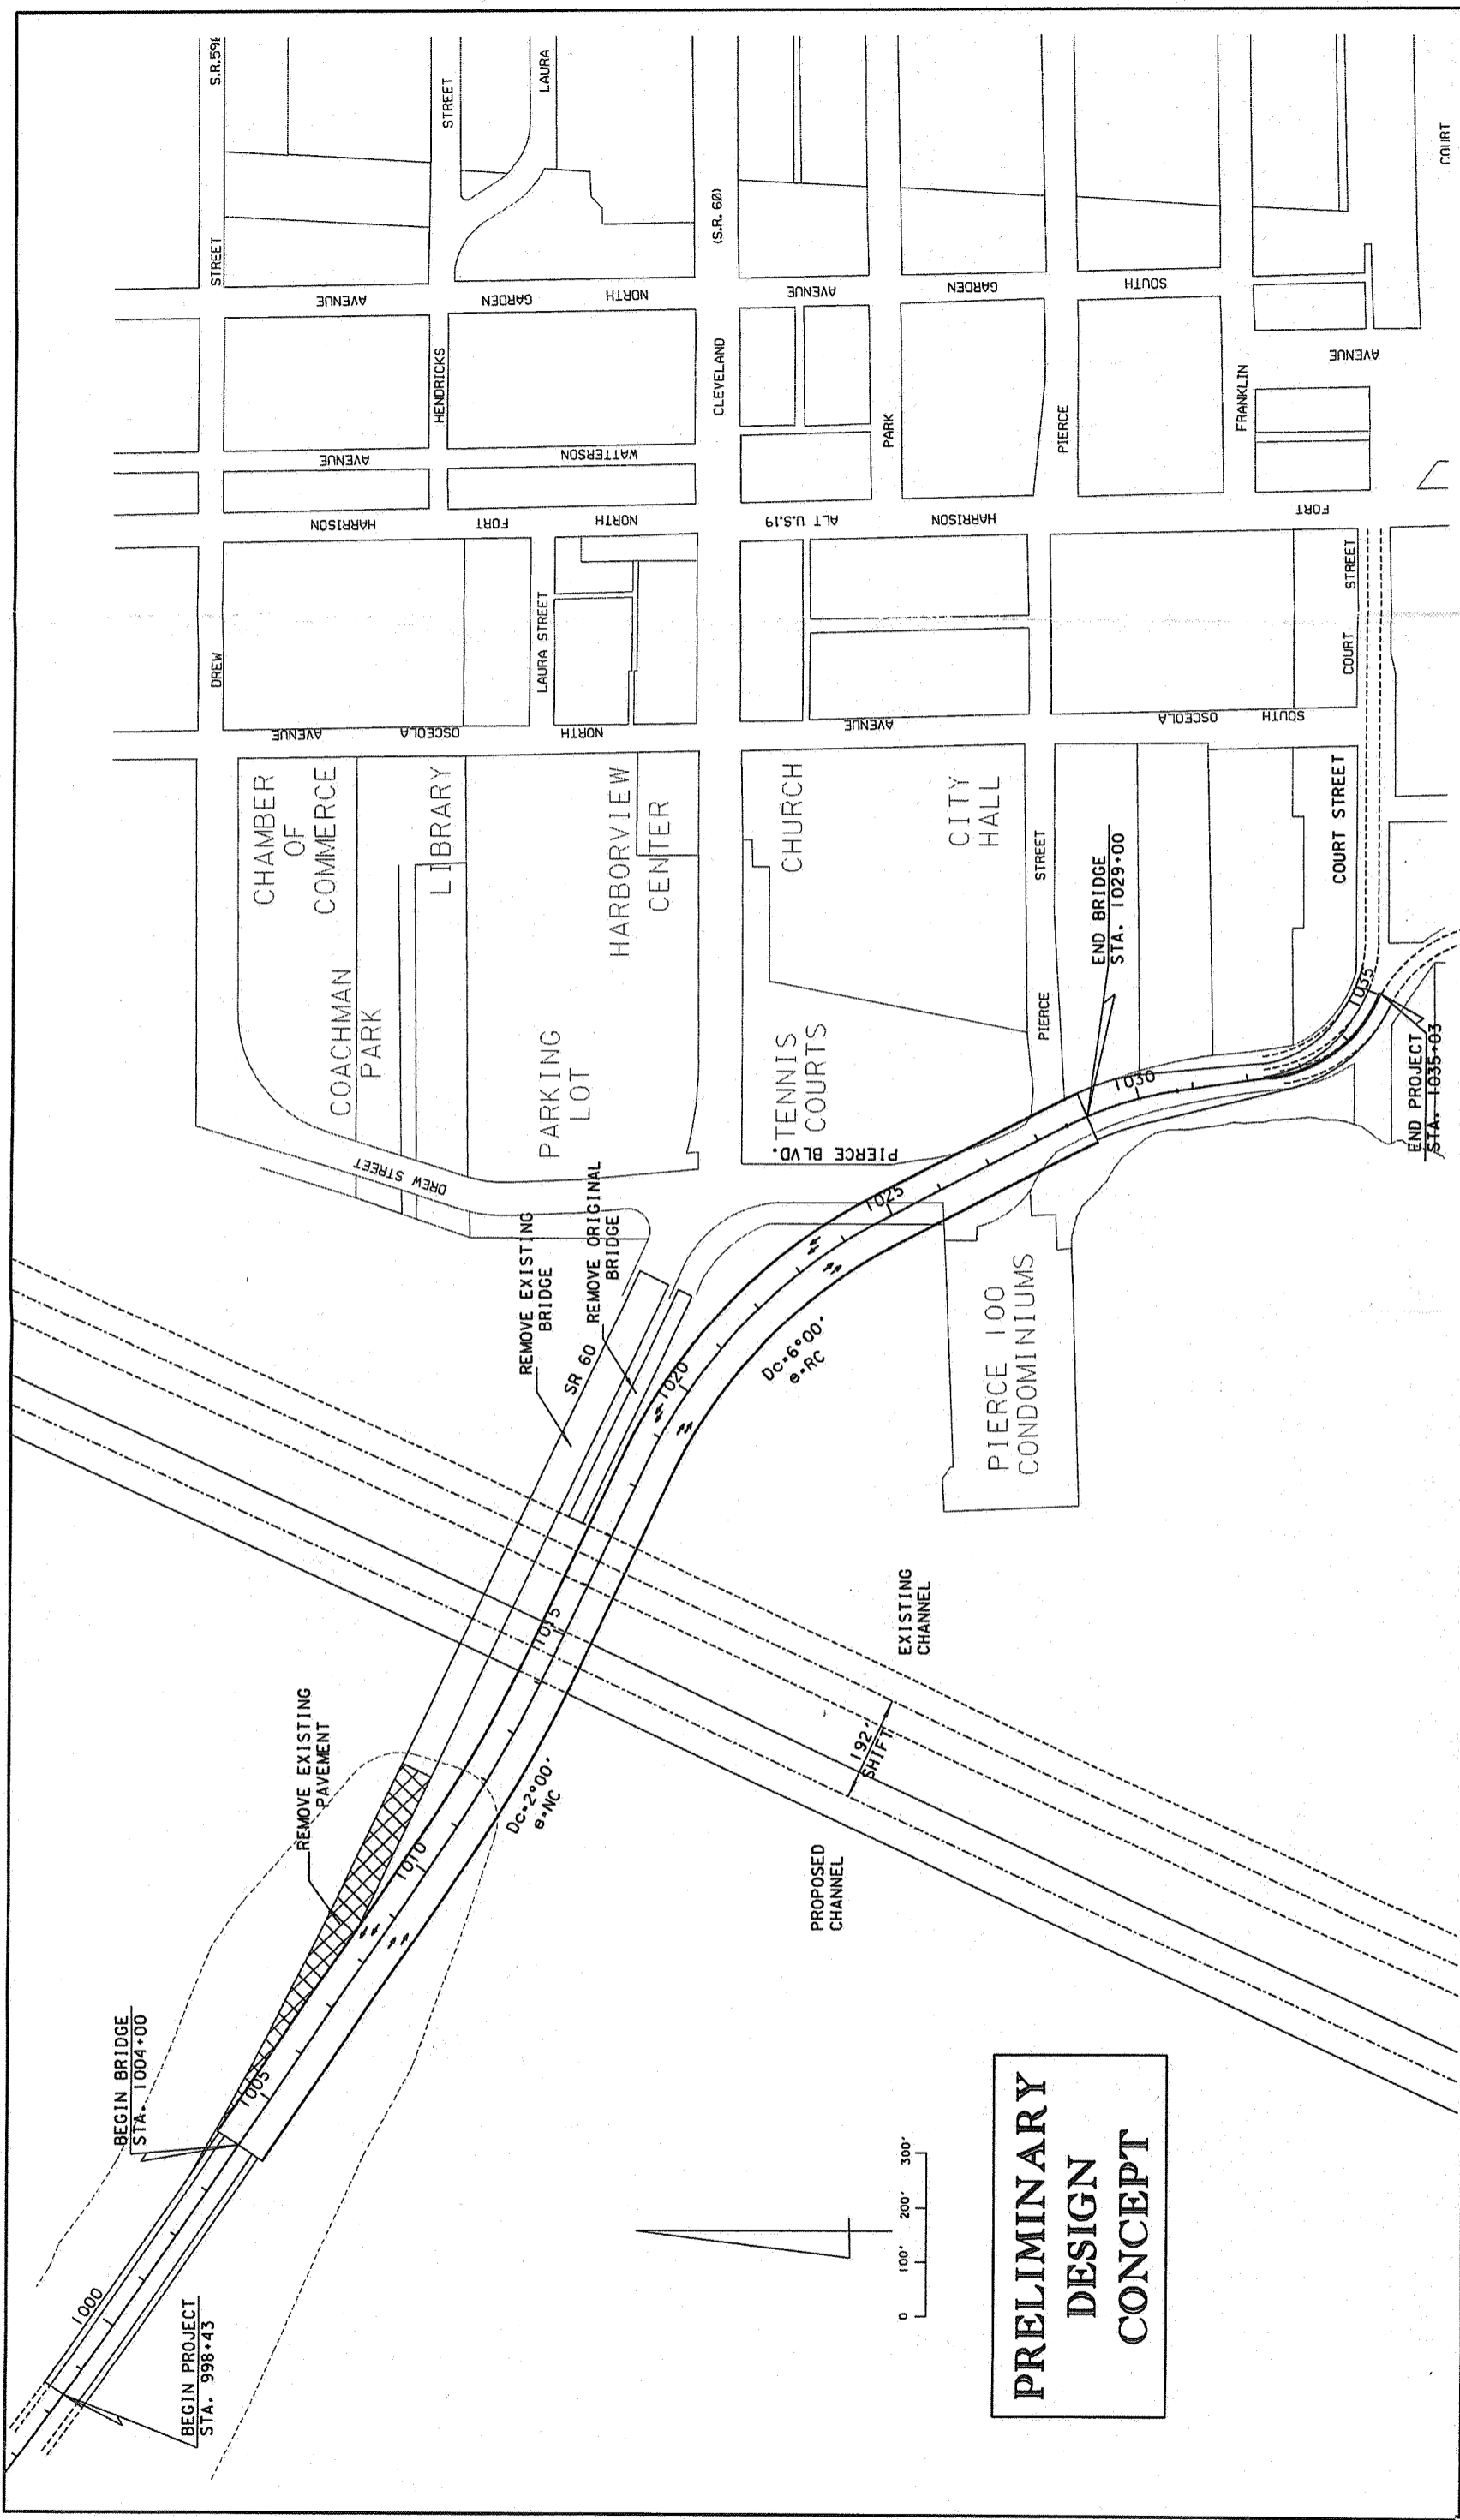 BEGIN PROJECT
STA. 998+43
1000
BEGIN BRIDGE
STA. 1004+00
1005
REMOVE EXISTING
PAVEMENT
1010
Dc=2°00'
e=NC
1015
PROPOSED
CHANNEL
192'
SHIFT
EXISTING
CHANNEL
REMOVE EXISTING
BRIDGE
SR 60
REMOVE ORIGINAL
BRIDGE
1020
Dc=6°00'
e=RC
1025
PIERCE 100
CONDOMINIUMS
DREW STREET
PIERCE BLVD.
COACHMAN
PARK
PARKING
LOT
TENNIS
COURTS
CHAMBER
OF
COMMERCE
LIBRARY
HARBORVIEW
CENTER
CHURCH
CITY
HALL
PIERCE
STREET
END BRIDGE
STA. 1029+00
1030
1035
END PROJECT
STA. 1035+03
COURT STREET
NORTH
OSCEOLA
AVENUE
AVENUE
SOUTH
OSCEOLA
DREW
LAURA STREET
COURT
STREET
NORTH
FORT
HARRISON
ALT U.S.19
HARRISON
FORT
WATTERSON
AVENUE
HENDRICKS
CLEVELAND
PARK
PIERCE
FRANKLIN
AVENUE
NORTH
GARDEN
AVENUE
SOUTH
GARDEN
AVENUE
STREET
(S.R. 60)
STREET
LAURA
COURT
0 100' 200' 300'
PRELIMINARY
DESIGN
CONCEPT